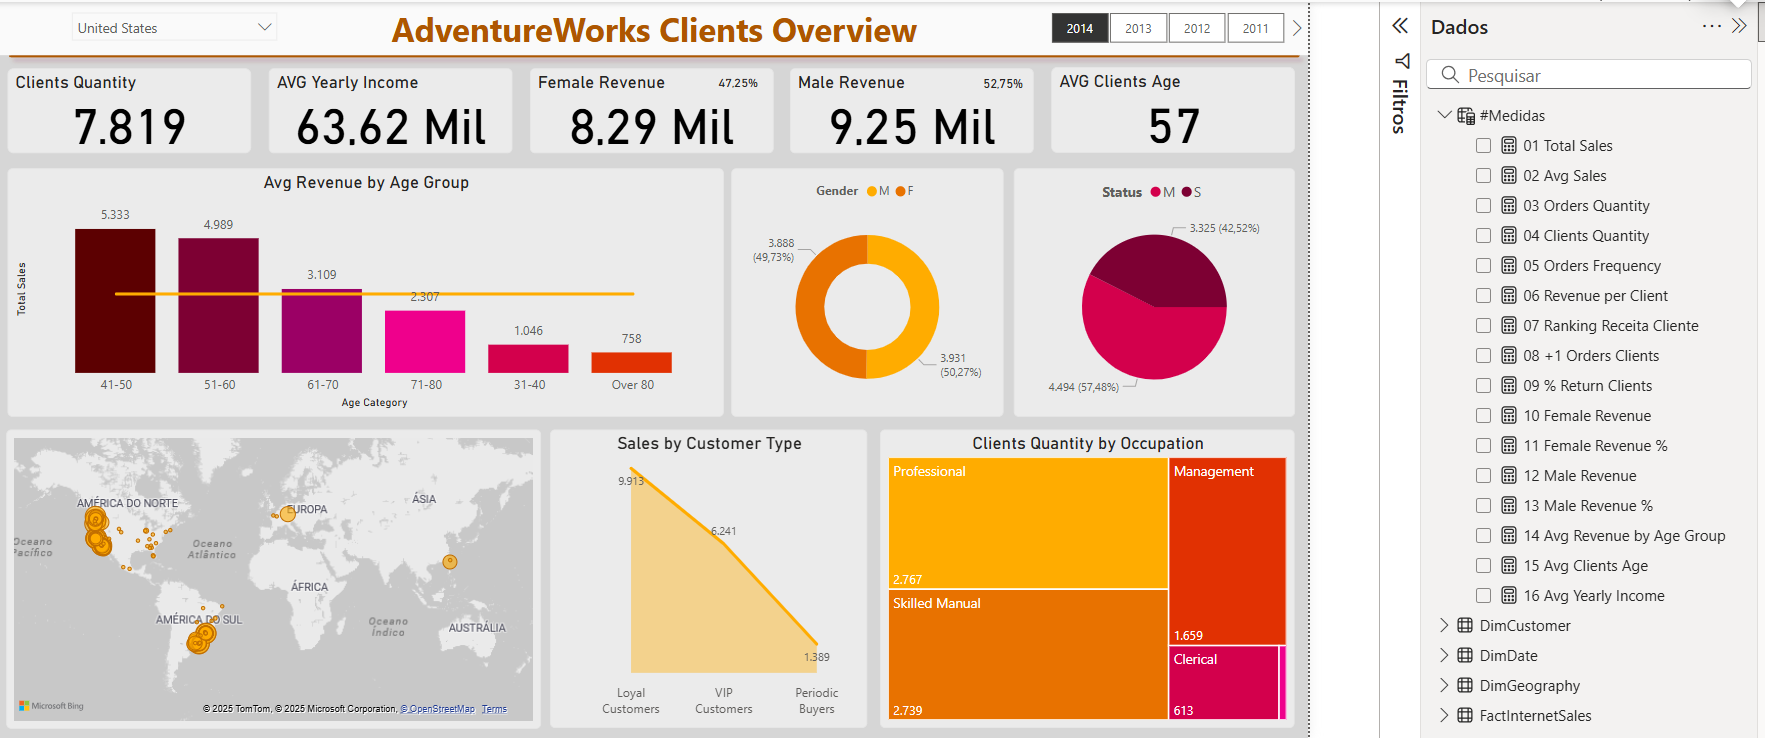 United States
AdventureWorks Clients Overview
2014
2013
2012
2011
Clients Quantity
7.819
AVG Yearly Income
63,62 Mil
Female Revenue
47,25%
8,29 Mil
Male Revenue
52,75%
9,25 Mil
AVG Clients Age
57
Avg Revenue by Age Group
Total Sales
5.333
4.989
3.109
2.307
1.046
758
41-50
51-60
61-70
71-80
31-40
Over 80
Age Category
Gender
M
F
3.888
(49,73%)
3.931
(50,27%)
Status
M
S
3.325 (42,52%)
4.494 (57,48%)
AMÉRICA DO NORTE
EUROPA
ÁSIA
Oceano
Pacífico
Oceano
Atlântico
ÁFRICA
AMÉRICA DO SUL
Oceano
Índico
AUSTRÁLIA
Microsoft Bing
© 2025 TomTom, © 2025 Microsoft Corporation, © OpenStreetMap Terms
Sales by Customer Type
9.913
6.241
1.389
Loyal
Customers
VIP
Customers
Periodic
Buyers
Clients Quantity by Occupation
Professional
2.767
Skilled Manual
2.739
Management
1.659
Clerical
613
Filtros
Dados
Pesquisar
#Medidas
01 Total Sales
02 Avg Sales
03 Orders Quantity
04 Clients Quantity
05 Orders Frequency
06 Revenue per Client
07 Ranking Receita Cliente
08 +1 Orders Clients
09 % Return Clients
10 Female Revenue
11 Female Revenue %
12 Male Revenue
13 Male Revenue %
14 Avg Revenue by Age Group
15 Avg Clients Age
16 Avg Yearly Income
DimCustomer
DimDate
DimGeography
FactInternetSales